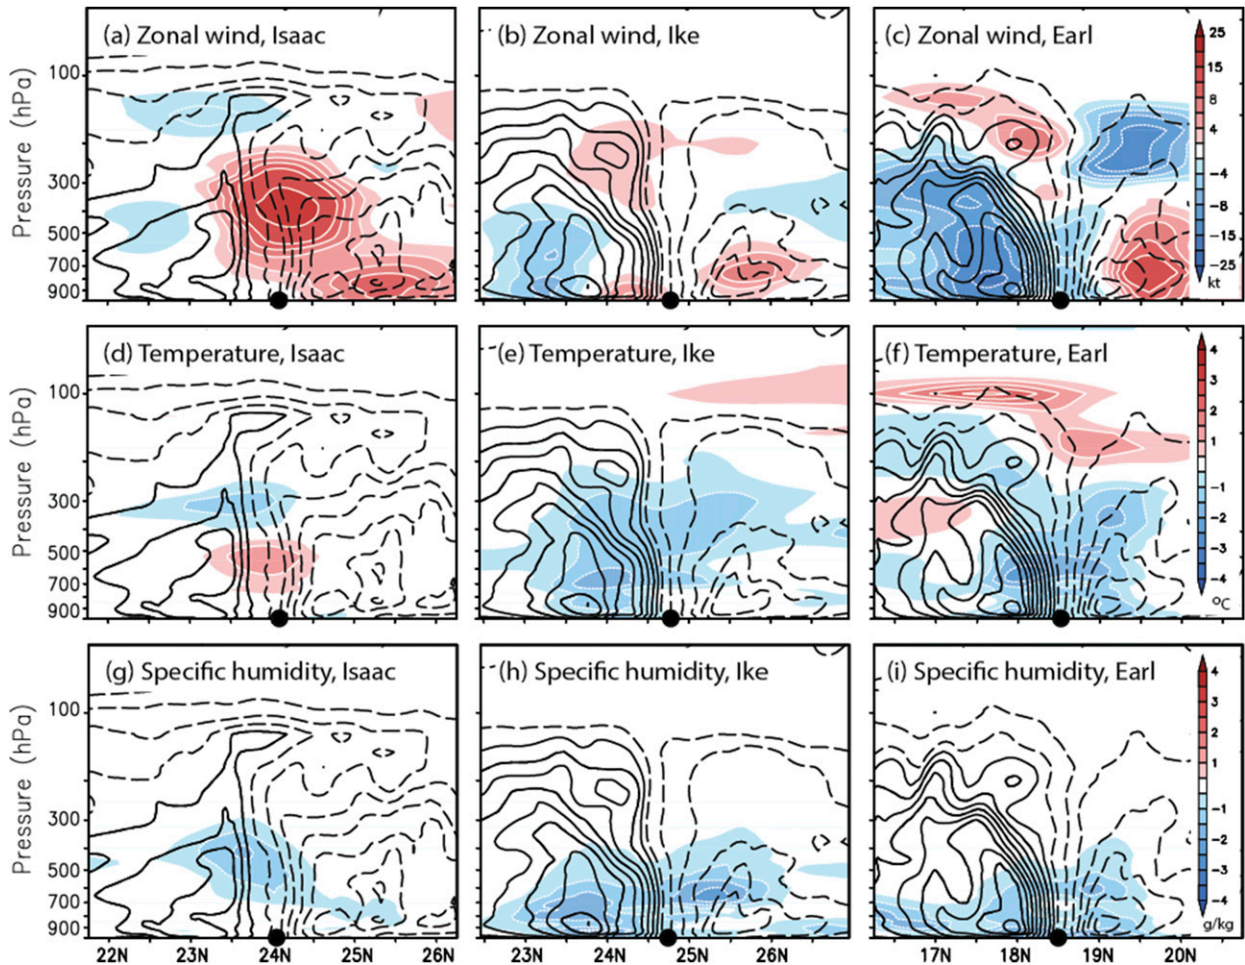 (a) Zonal wind, Isaac
(b) Zonal wind, Ike
(c) Zonal wind, Earl
Pressure (hPa)
100
300
500
700
900
25
15
8
4
−4
−8
−15
−25
kt
(d) Temperature, Isaac
(e) Temperature, Ike
(f) Temperature, Earl
Pressure (hPa)
100
300
500
700
900
4
3
2
1
−1
−2
−3
−4
°C
(g) Specific humidity, Isaac
(h) Specific humidity, Ike
(i) Specific humidity, Earl
Pressure (hPa)
100
300
500
700
900
4
3
2
1
−1
−2
−3
−4
g/kg
22N 23N 24N 25N 26N
23N 24N 25N 26N
17N 18N 19N 20N